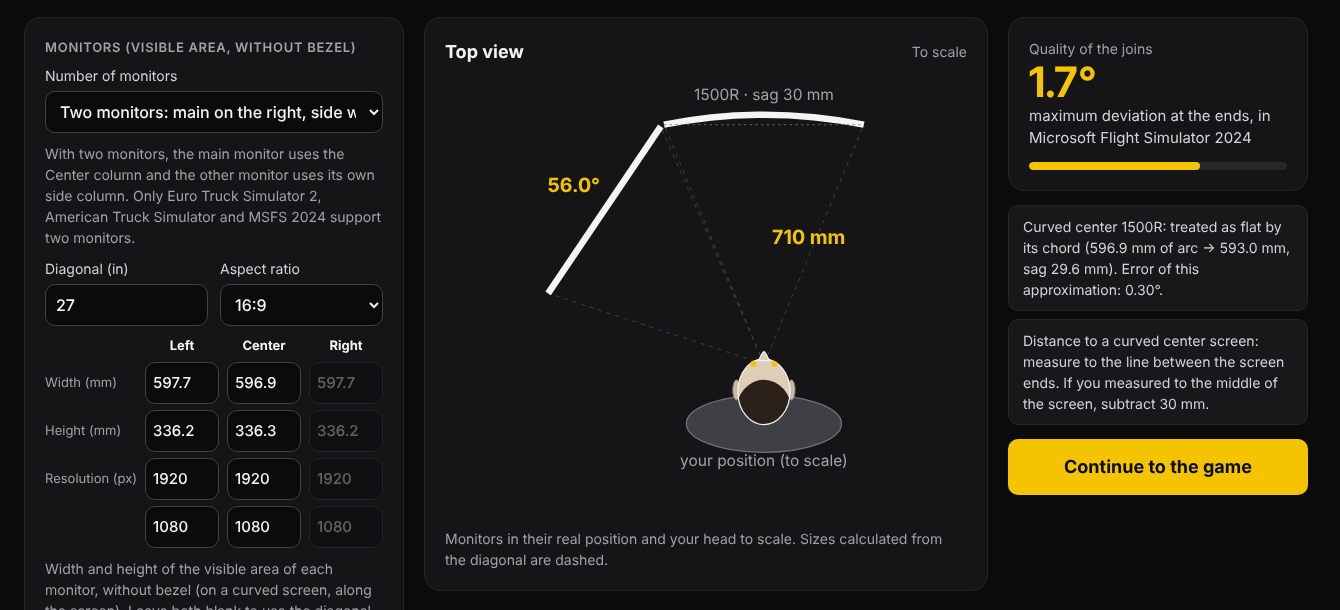 MONITORS (VISIBLE AREA, WITHOUT BEZEL)
Number of monitors
Two monitors: main on the right, side w
With two monitors, the main monitor uses the
Center column and the other monitor uses its own
side column. Only Euro Truck Simulator 2,
American Truck Simulator and MSFS 2024 support
two monitors.
Diagonal (in)
Aspect ratio
27
16:9
Left
Center
Right
Width (mm)
597.7
596.9
597.7
Height (mm)
336.2
336.3
336.2
Resolution (px)
1920
1920
1920
1080
1080
1080
Width and height of the visible area of each
monitor, without bezel (on a curved screen, along
the screen). Leave both blank to use the diagonal
Top view
To scale
1500R · sag 30 mm
56.0°
710 mm
your position (to scale)
Monitors in their real position and your head to scale. Sizes calculated from
the diagonal are dashed.
Quality of the joins
1.7°
maximum deviation at the ends, in
Microsoft Flight Simulator 2024
Curved center 1500R: treated as flat by
its chord (596.9 mm of arc → 593.0 mm,
sag 29.6 mm). Error of this
approximation: 0.30°.
Distance to a curved center screen:
measure to the line between the screen
ends. If you measured to the middle of
the screen, subtract 30 mm.
Continue to the game